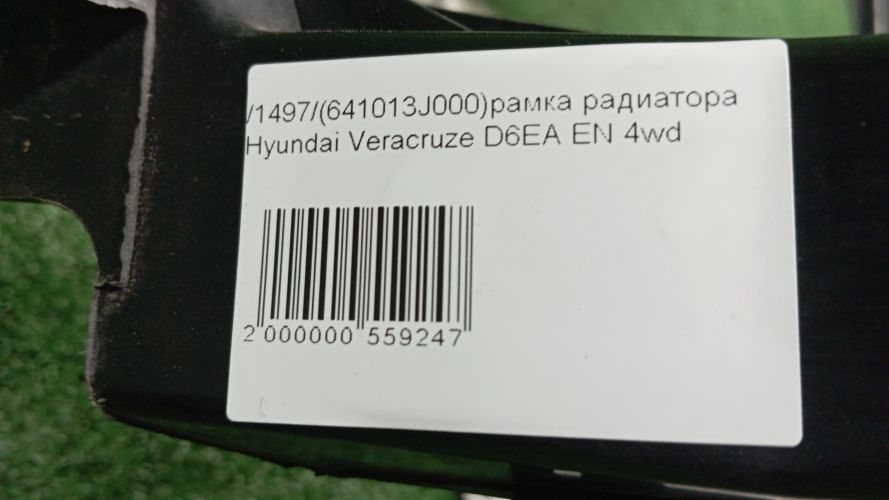 /1497/(641013J000)рамка радиатора
Hyundai Veracruze D6EA EN 4wd
2 000000 559247